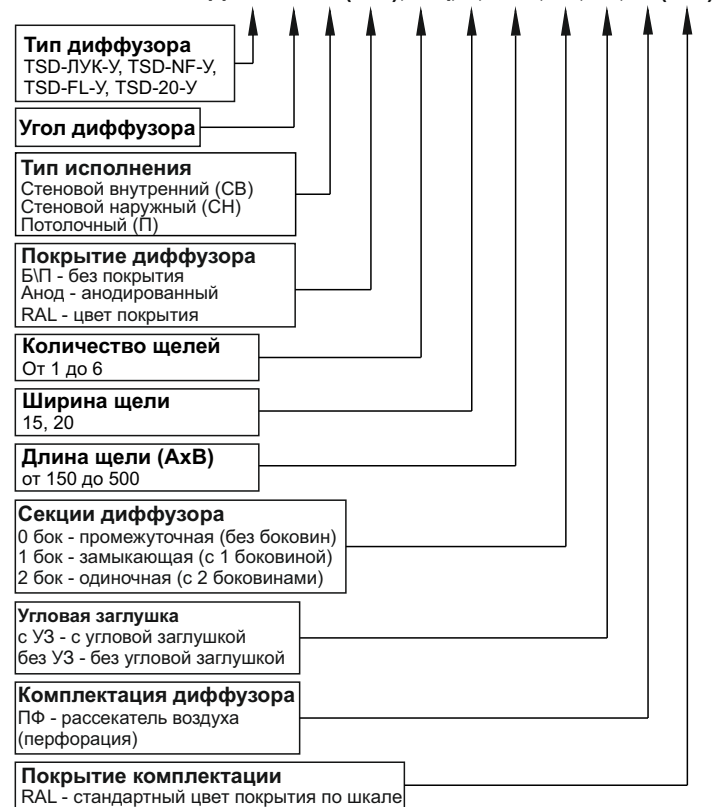 Тип диффузора
TSD-ЛУК-У, TSD-NF-У,
TSD-FL-У, TSD-20-У
Угол диффузора
Тип исполнения
Стеновой внутренний (СВ)
Стеновой наружный (СН)
Потолочный (П)
Покрытие диффузора
Б\П - без покрытия
Анод - анодированный
RAL - цвет покрытия
Количество щелей
От 1 до 6
Ширина щели
15, 20
Длина щели (АхВ)
от 150 до 500
Секции диффузора
0 бок - промежуточная (без боковин)
1 бок - замыкающая (с 1 боковиной)
2 бок - одиночная (с 2 боковинами)
Угловая заглушка
с УЗ - с угловой заглушкой
без УЗ - без угловой заглушкой
Комплектация диффузора
ПФ - рассекатель воздуха
(перфорация)
Покрытие комплектации
RAL - стандартный цвет покрытия по шкале